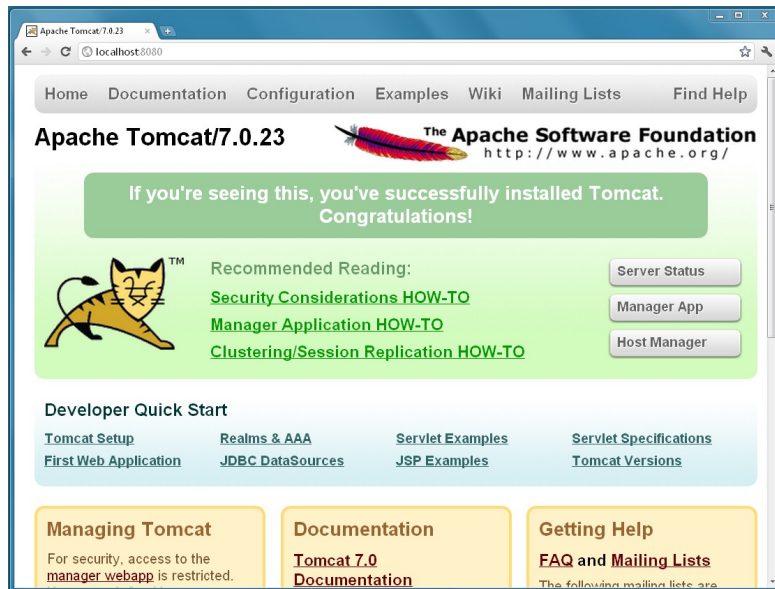 Apache Tomcat/7.0.23
localhost:8080
Home Documentation Configuration Examples Wiki Mailing Lists Find Help
Apache Tomcat/7.0.23
The Apache Software Foundation
http://www.apache.org/
If you're seeing this, you've successfully installed Tomcat.
Congratulations!
TM
Recommended Reading:
Security Considerations HOW-TO
Manager Application HOW-TO
Clustering/Session Replication HOW-TO
Server Status
Manager App
Host Manager
Developer Quick Start
Tomcat Setup
Realms & AAA
Servlet Examples
Servlet Specifications
First Web Application
JDBC DataSources
JSP Examples
Tomcat Versions
Managing Tomcat
For security, access to the
manager webapp is restricted.
Documentation
Tomcat 7.0
Documentation
Getting Help
FAQ and Mailing Lists
The following mailing lists are